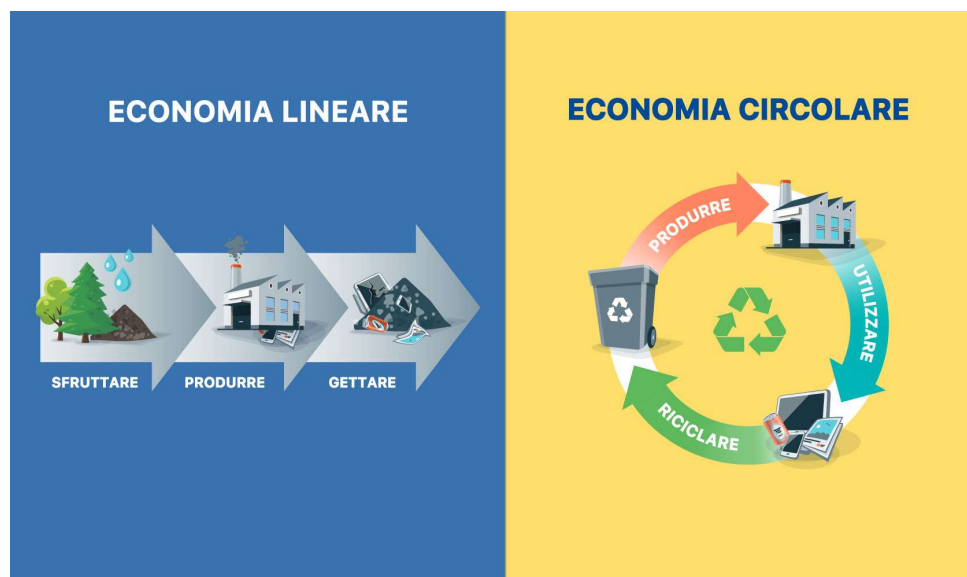 ECONOMIA LINEARE
SFRUTTARE
PRODURRE
GETTARE
ECONOMIA CIRCOLARE
PRODURRE
UTILIZZARE
RICICLARE